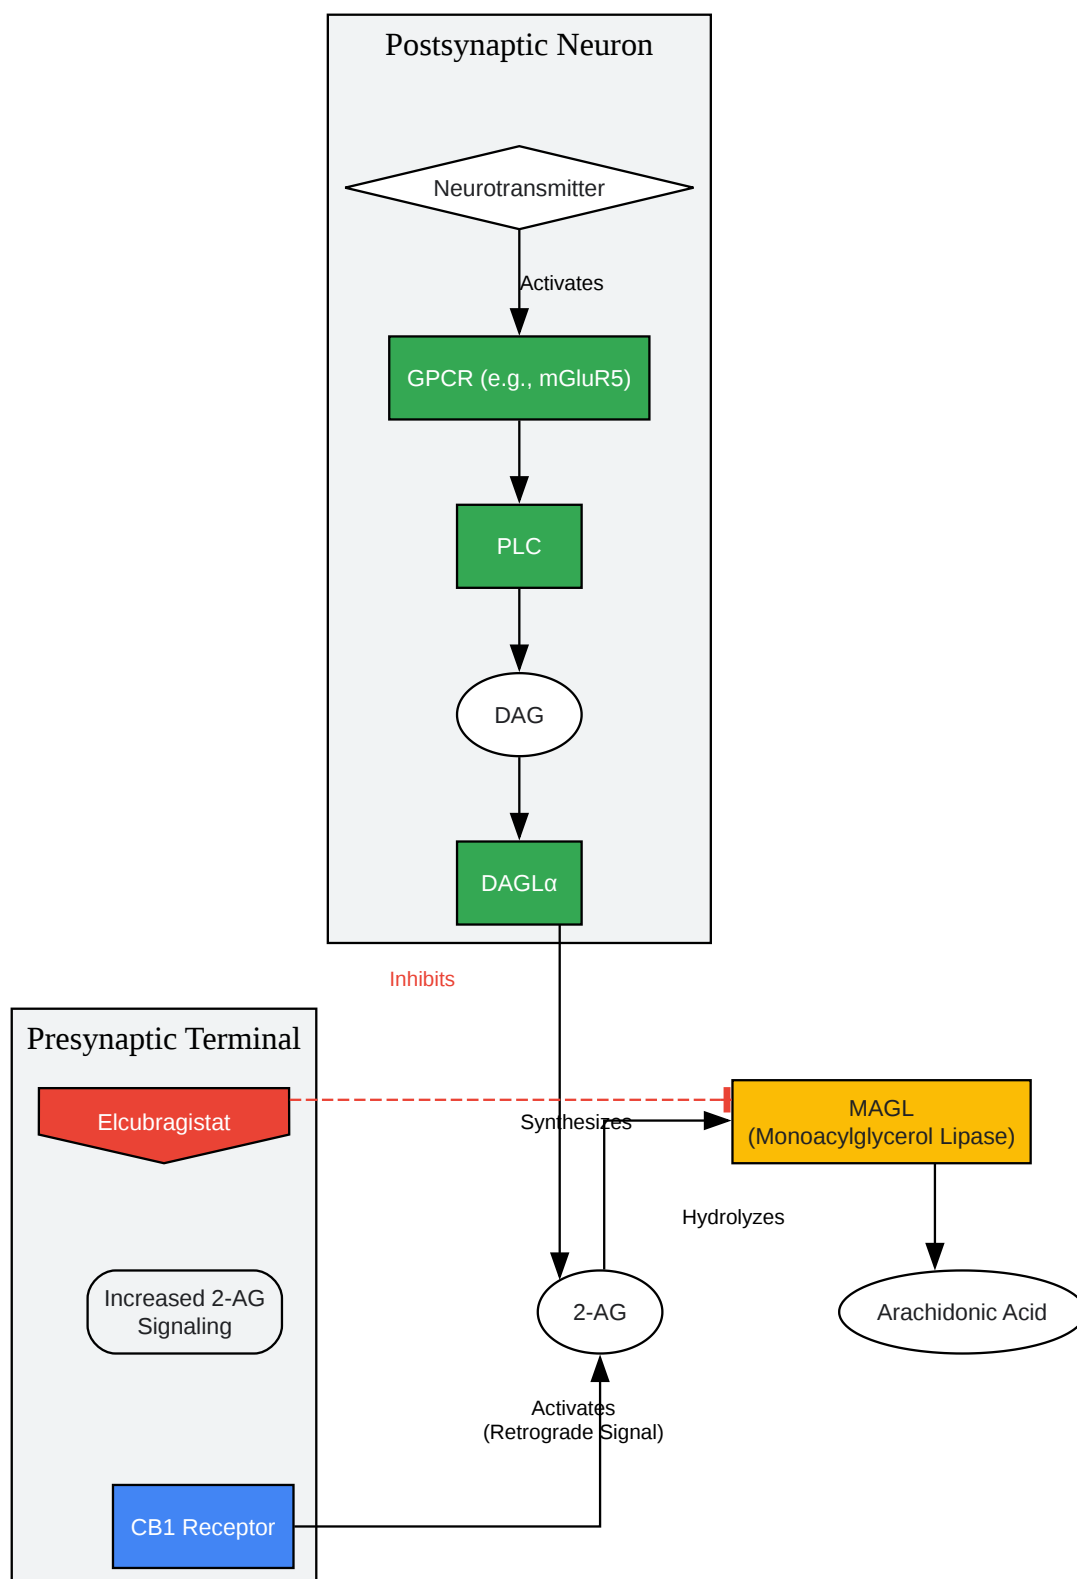 Postsynaptic Neuron
Neurotransmitter
Activates
GPCR (e.g., mGluR5)
PLC
DAG
DAGLα
Inhibits
Presynaptic Terminal
Elcubragistat
Synthesizes
MAGL
(Monoacylglycerol Lipase)
Hydrolyzes
Increased 2-AG
Signaling
2-AG
Arachidonic Acid
Activates
(Retrograde Signal)
CB1 Receptor